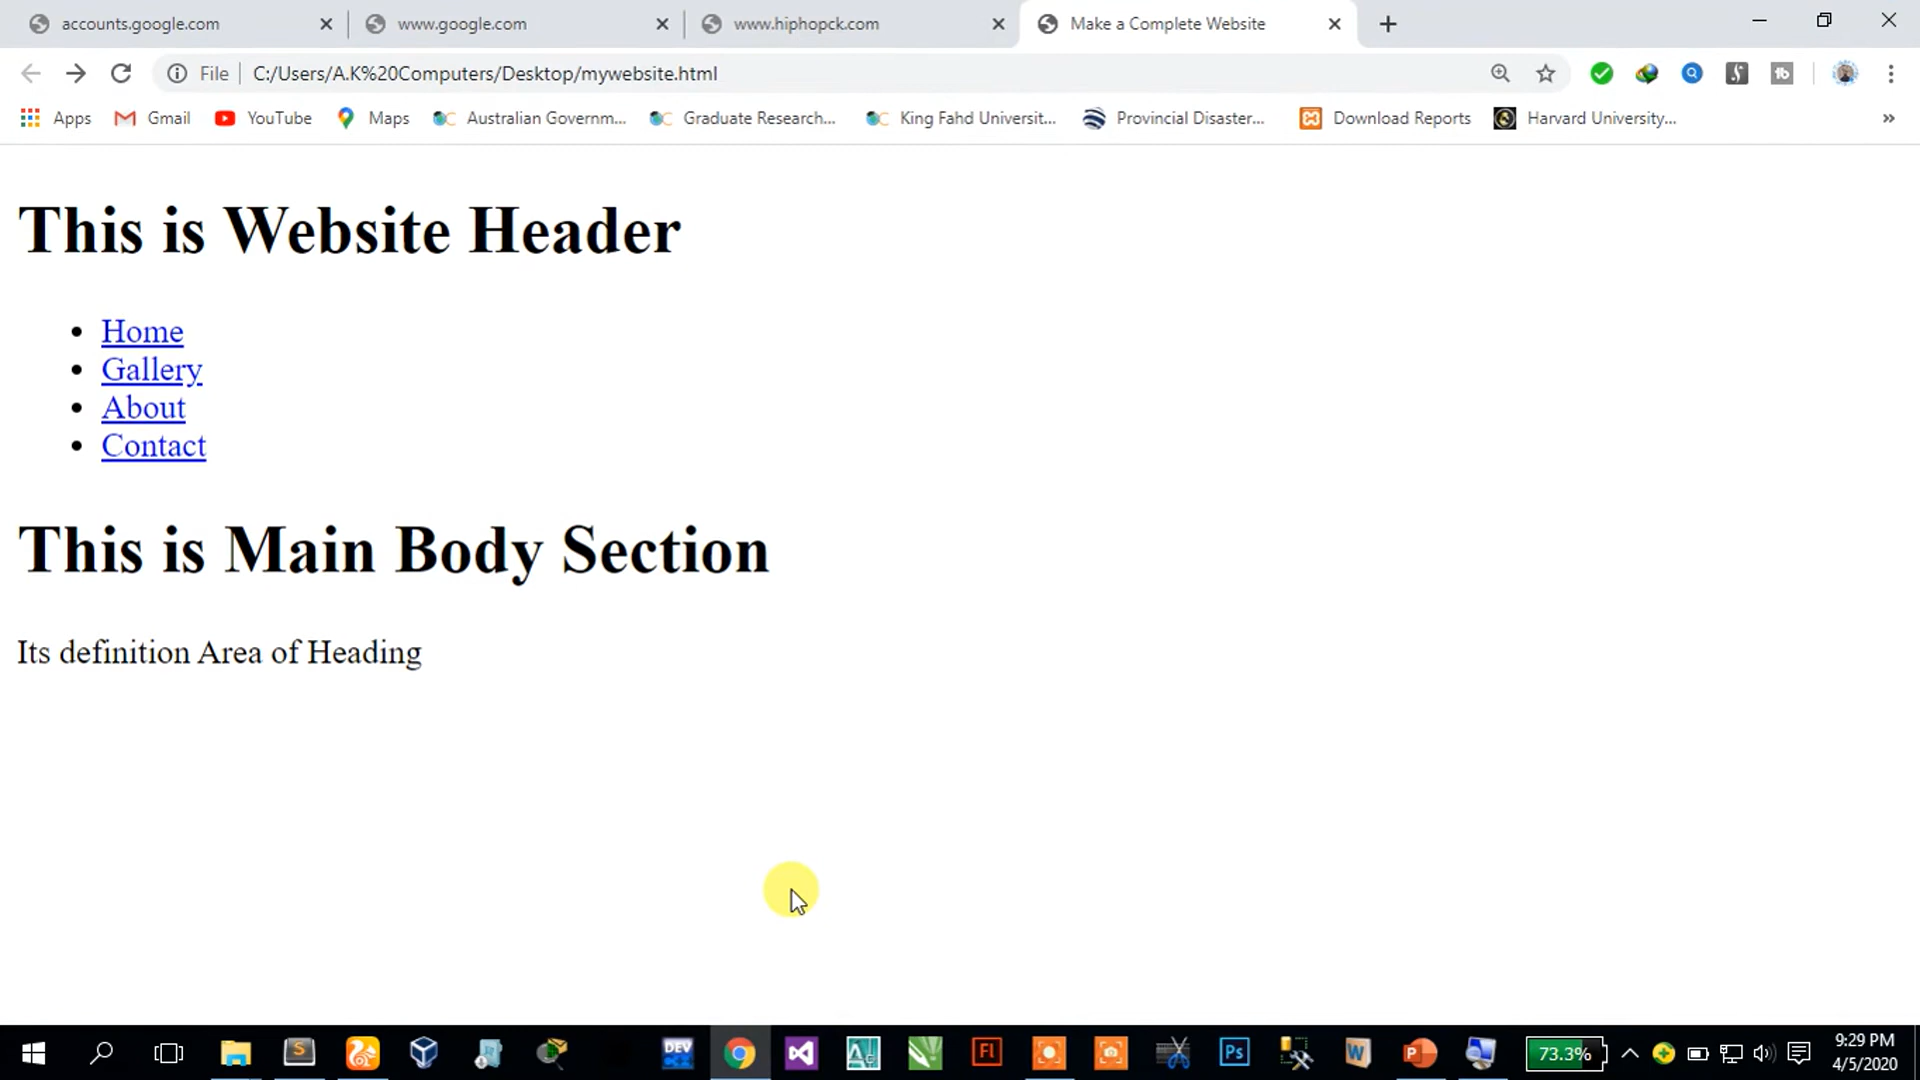 accounts.google.com
www.google.com
www.hiphopck.com
Make a Complete Website
File
C:/Users/A.K%20Computers/Desktop/mywebsite.html
Apps
Gmail
YouTube
Maps
Australian Governm...
Graduate Research...
King Fahd Universit...
Provincial Disaster...
Download Reports
Harvard University...
»
This is Website Header
Home
Gallery
About
Contact
This is Main Body Section
Its definition Area of Heading
S
DEV
Fl
Ps
W
P
73.3%
9:29 PM
4/5/2020